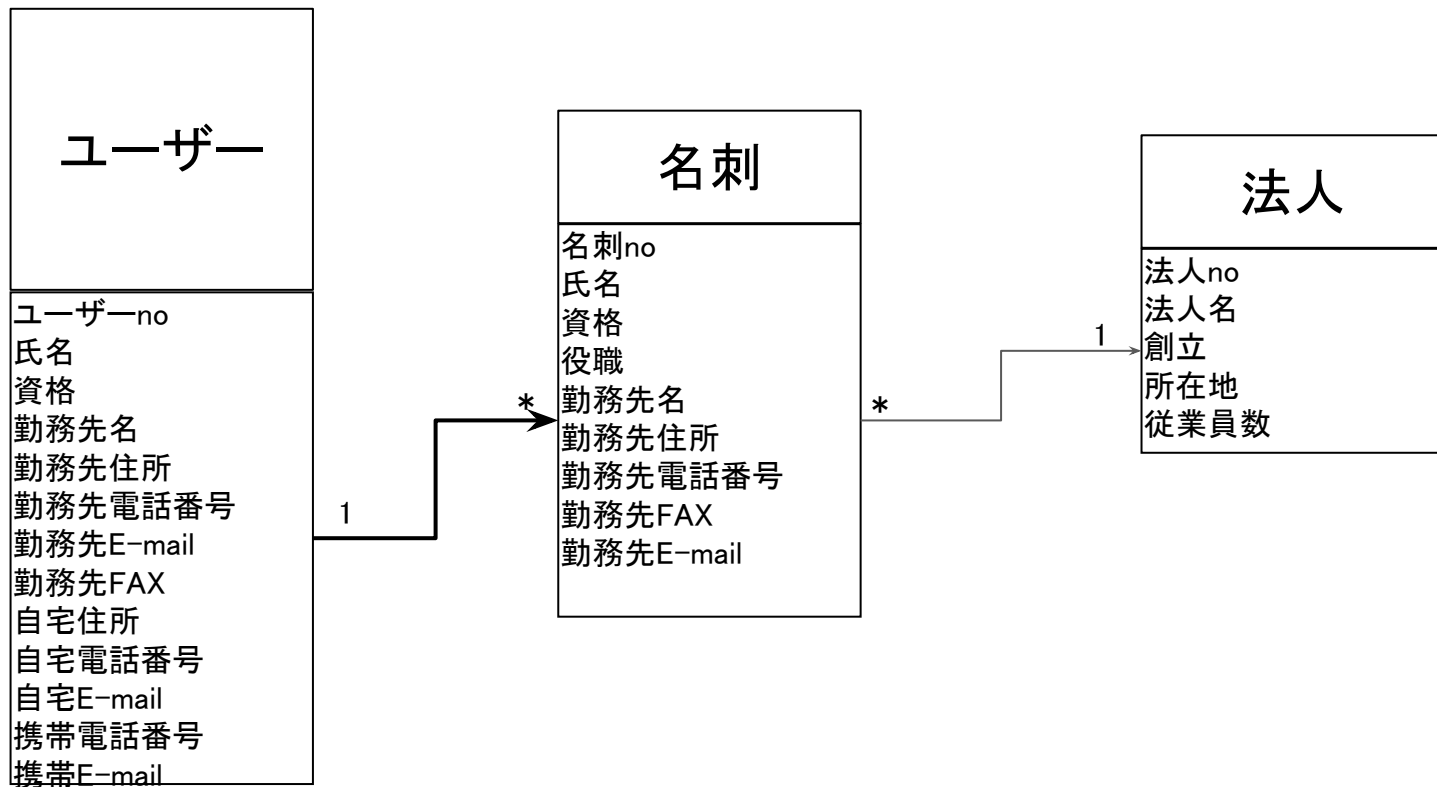 ユーザー
ユーザーno
氏名
資格
勤務先名
勤務先住所
勤務先電話番号
勤務先E-mail
勤務先FAX
自宅住所
自宅電話番号
自宅E-mail
携帯電話番号
携帯E-mail
1
*
名刺
名刺no
氏名
資格
役職
勤務先名
勤務先住所
勤務先電話番号
勤務先FAX
勤務先E-mail
*
1
法人
法人no
法人名
創立
所在地
従業員数